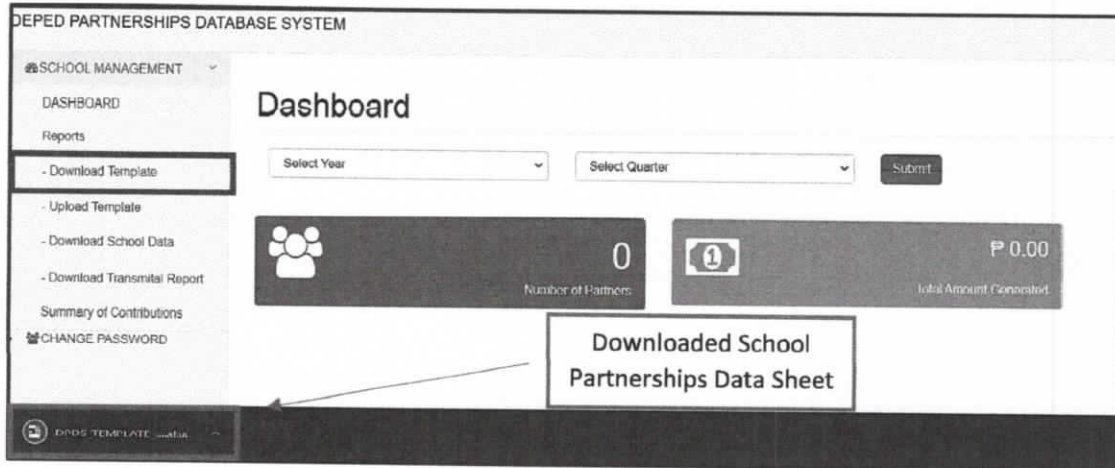 DEPED PARTNERSHIPS DATABASE SYSTEM
SCHOOL MANAGEMENT
DASHBOARD
Reports
- Download Template
- Upload Template
- Download School Data
- Download Transmital Report
Summary of Contributions
CHANGE PASSWORD
Dashboard
Select Year
Select Quarter
Submit
0
Number of Partners
1
₱ 0.00
Total Amount Generated
Downloaded School
Partnerships Data Sheet
TEMPLATE